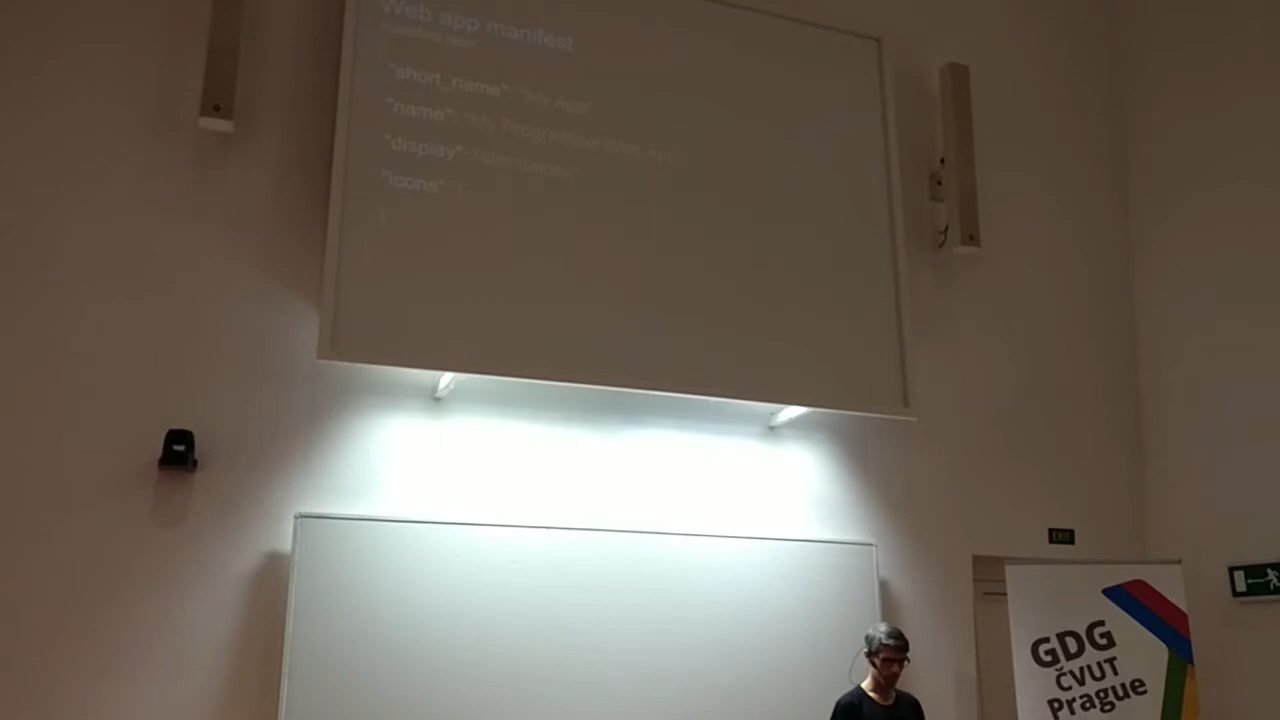 Web app manifest
"short_name": "My App"
"name": "My Progressive Web App
"display": "standalone"
"icons"
EXIT
GDG
ČVUT
Prague